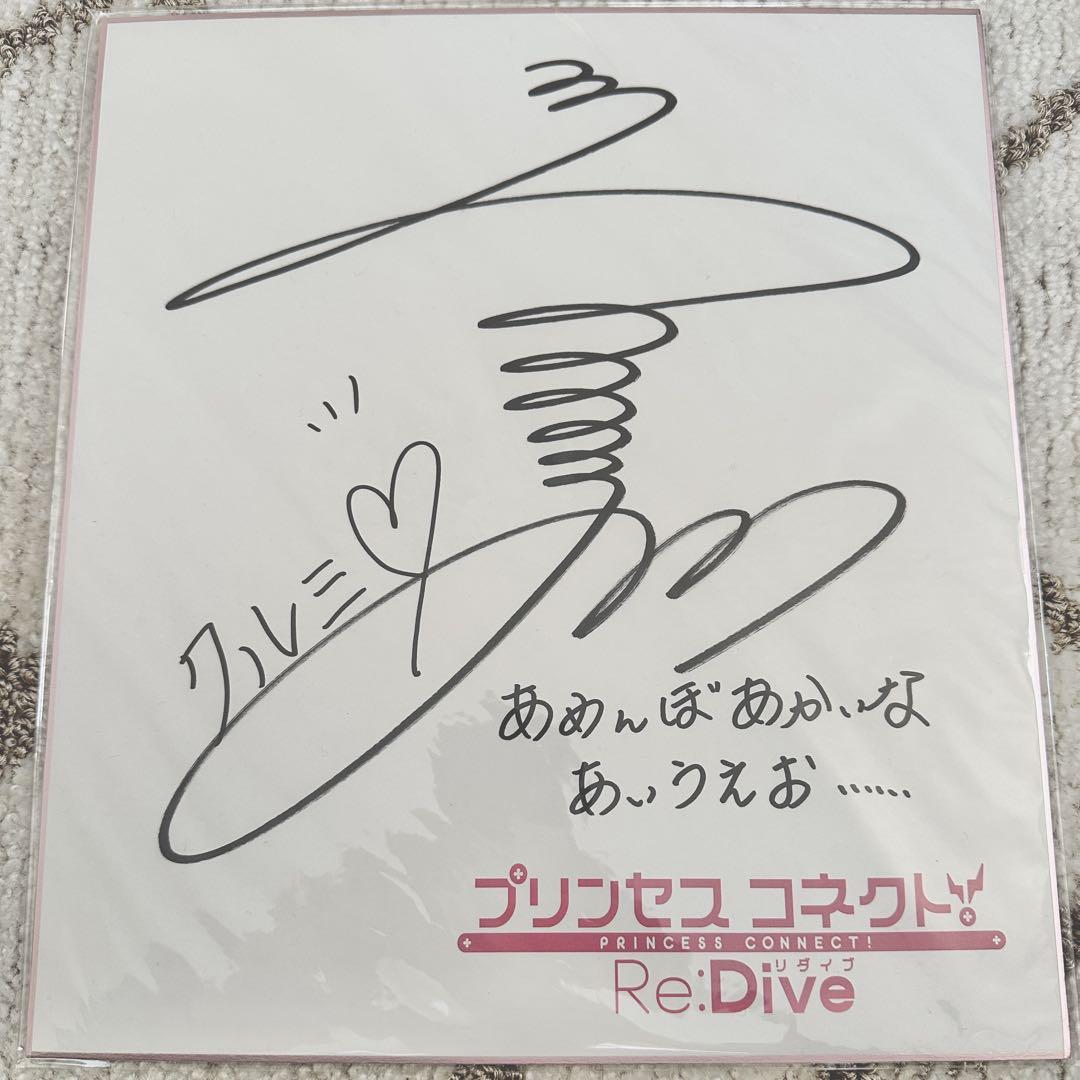 クルミ
あめんぼあかいな
あいうえお……
プリンセスコネクト!
PRINCESS CONNECT!
Re:Dive
リダイブ